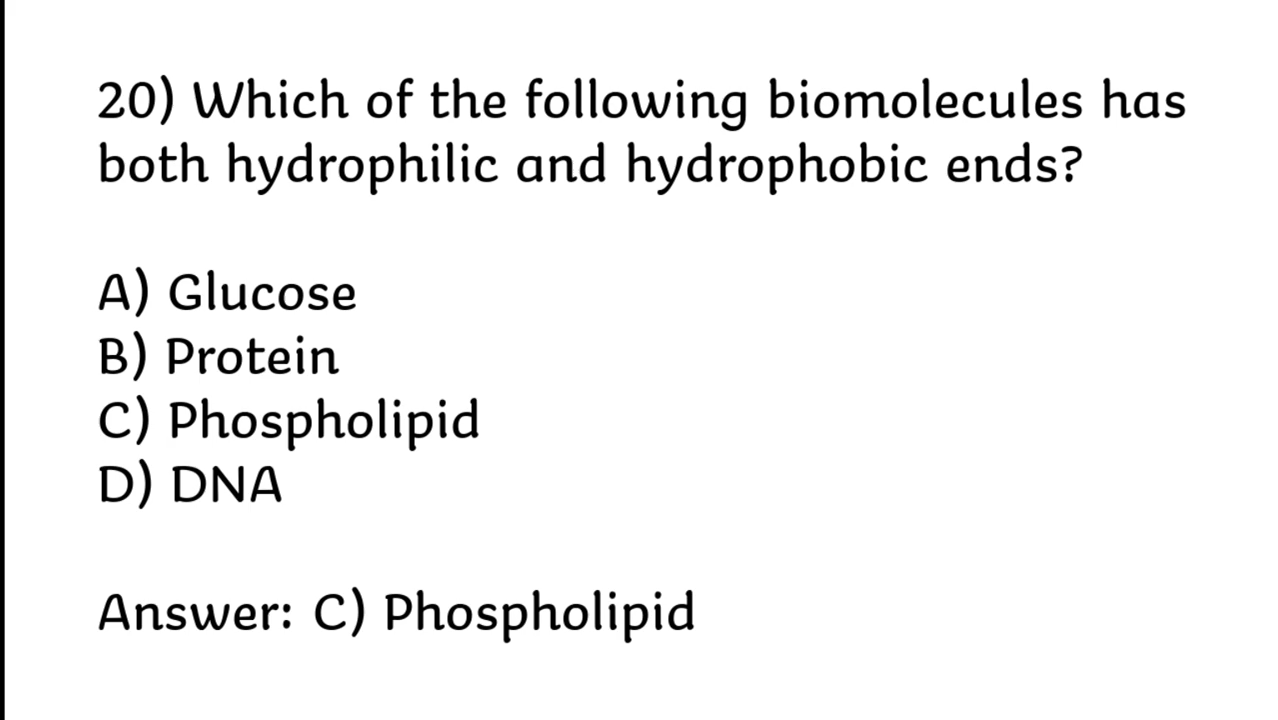 20) Which of the following biomolecules has
both hydrophilic and hydrophobic ends?
A) Glucose
B) Protein
C) Phospholipid
D) DNA
Answer: C) Phospholipid